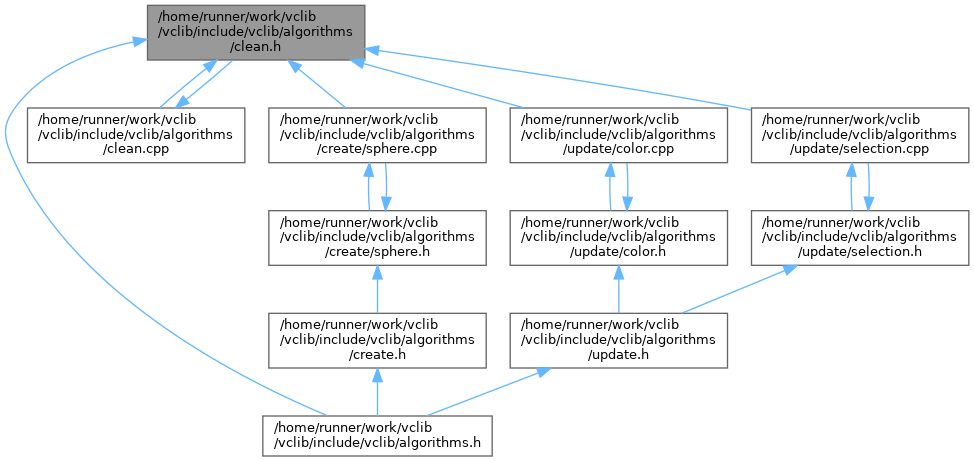 /home/runner/work/vclib
/vclib/include/vclib/algorithms
/clean.h
/home/runner/work/vclib
/vclib/include/vclib/algorithms
/clean.cpp
/home/runner/work/vclib
/vclib/include/vclib/algorithms
/create/sphere.cpp
/home/runner/work/vclib
/vclib/include/vclib/algorithms
/update/color.cpp
/home/runner/work/vclib
/vclib/include/vclib/algorithms
/update/selection.cpp
/home/runner/work/vclib
/vclib/include/vclib/algorithms
/create/sphere.h
/home/runner/work/vclib
/vclib/include/vclib/algorithms
/update/color.h
/home/runner/work/vclib
/vclib/include/vclib/algorithms
/update/selection.h
/home/runner/work/vclib
/vclib/include/vclib/algorithms
/create.h
/home/runner/work/vclib
/vclib/include/vclib/algorithms
/update.h
/home/runner/work/vclib
/vclib/include/vclib/algorithms.h